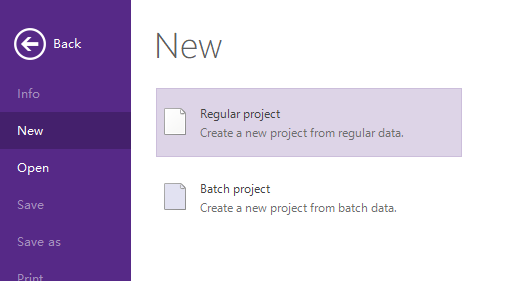 Back
Info
New
Open
Save
Save as
Print
New
Regular project
Create a new project from regular data.
Batch project
Create a new project from batch data.